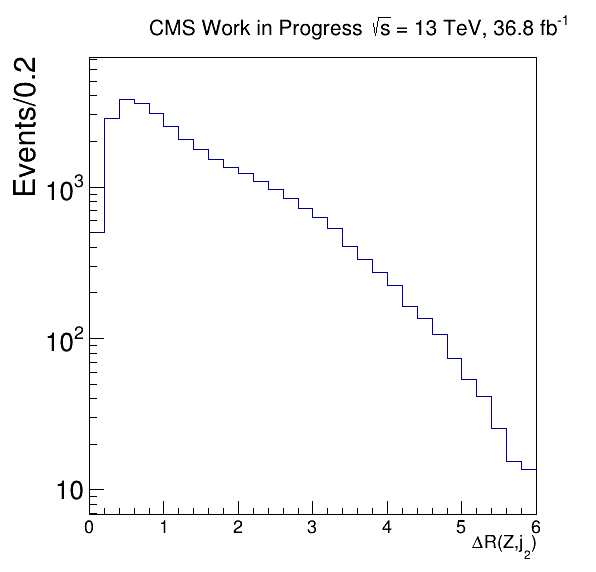 CMS Work in Progress √s = 13 TeV, 36.8 fb⁻¹
Events/0.2
10³
10²
10
0 1 2 3 4 5 6
ΔR(Z,j₂)